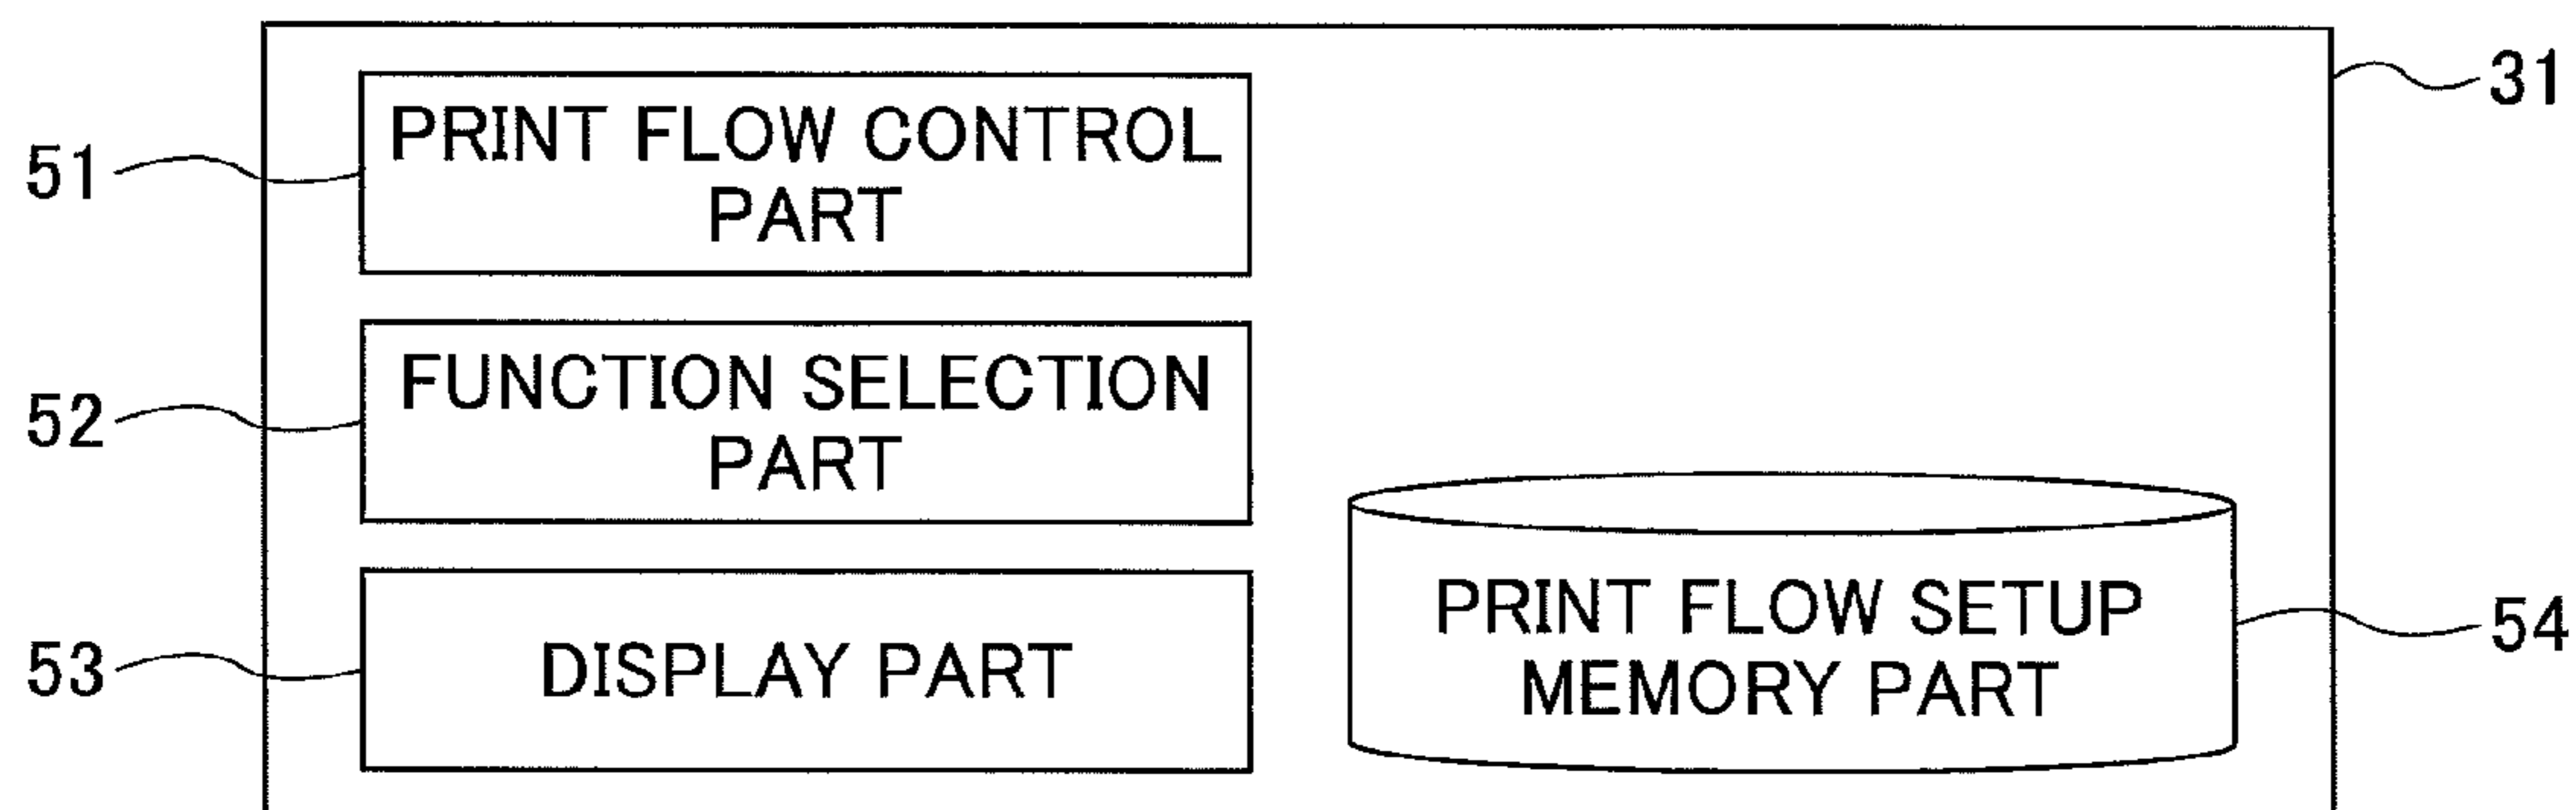 31
51
PRINT FLOW CONTROL
PART
52
FUNCTION SELECTION
PART
53
DISPLAY PART
PRINT FLOW SETUP
MEMORY PART
54